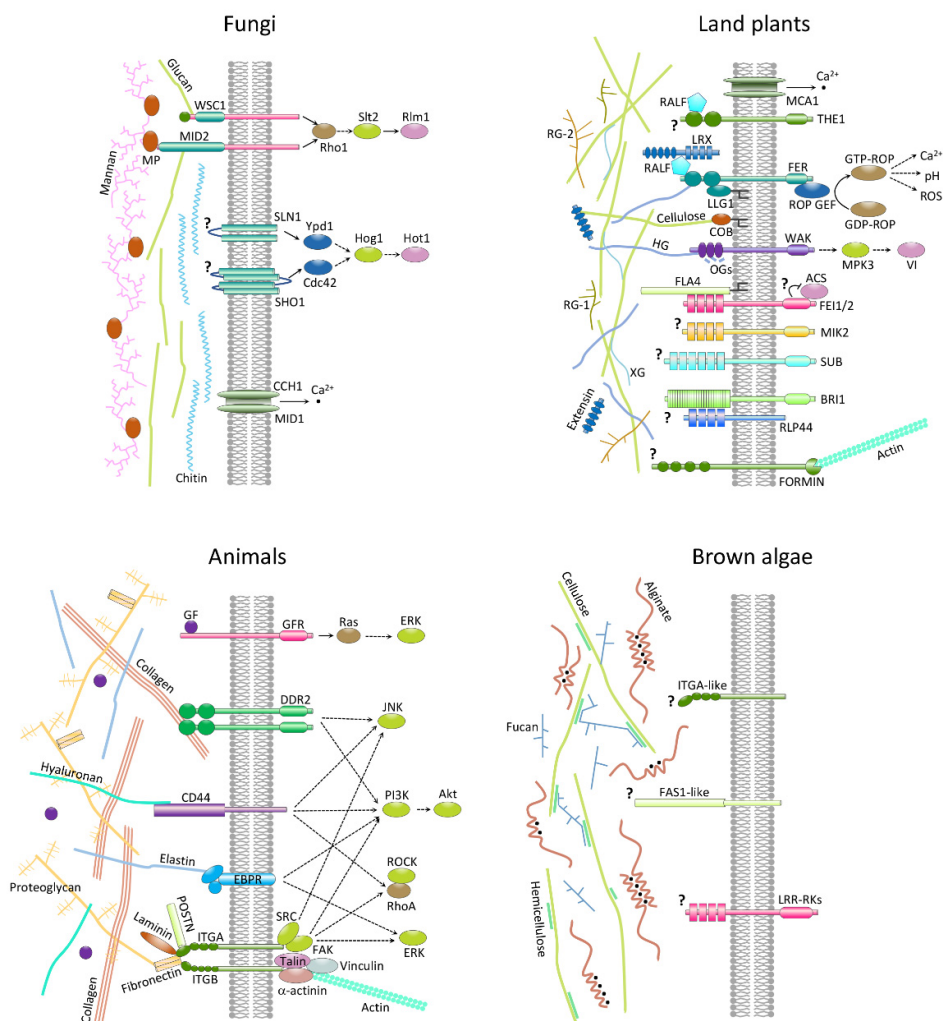 Fungi
Glucan
WSC1
MID2
MP
Mannan
Rho1
Slt2
Rlm1
?
SLN1
Ypd1
Hog1
Hot1
?
Cdc42
SHO1
CCH1
Ca2+
MID1
Chitin
Land plants
Ca2+
MCA1
RALF
?
THE1
RG-2
LRX
RALF
FER
GTP-ROP
Ca2+
pH
ROS
LLG1
ROP GEF
GDP-ROP
Cellulose
COB
HG
WAK
OGs
MPK3
VI
FLA4
?
ACS
FEI1/2
RG-1
?
MIK2
?
SUB
XG
BRI1
Extensin
?
RLP44
?
Actin
FORMIN
Animals
GF
GFR
Ras
ERK
Collagen
DDR2
JNK
Hyaluronan
CD44
PI3K
Akt
Elastin
EBPR
ROCK
RhoA
Proteoglycan
POSTN
Laminin
ITGA
SRC
FAK
ERK
Fibronectin
ITGB
Talin
Vinculin
α-actinin
Actin
Collagen
Brown algae
Cellulose
Alginate
ITGA-like
?
Fucan
?
FAS1-like
Hemicellulose
?
LRR-RKs